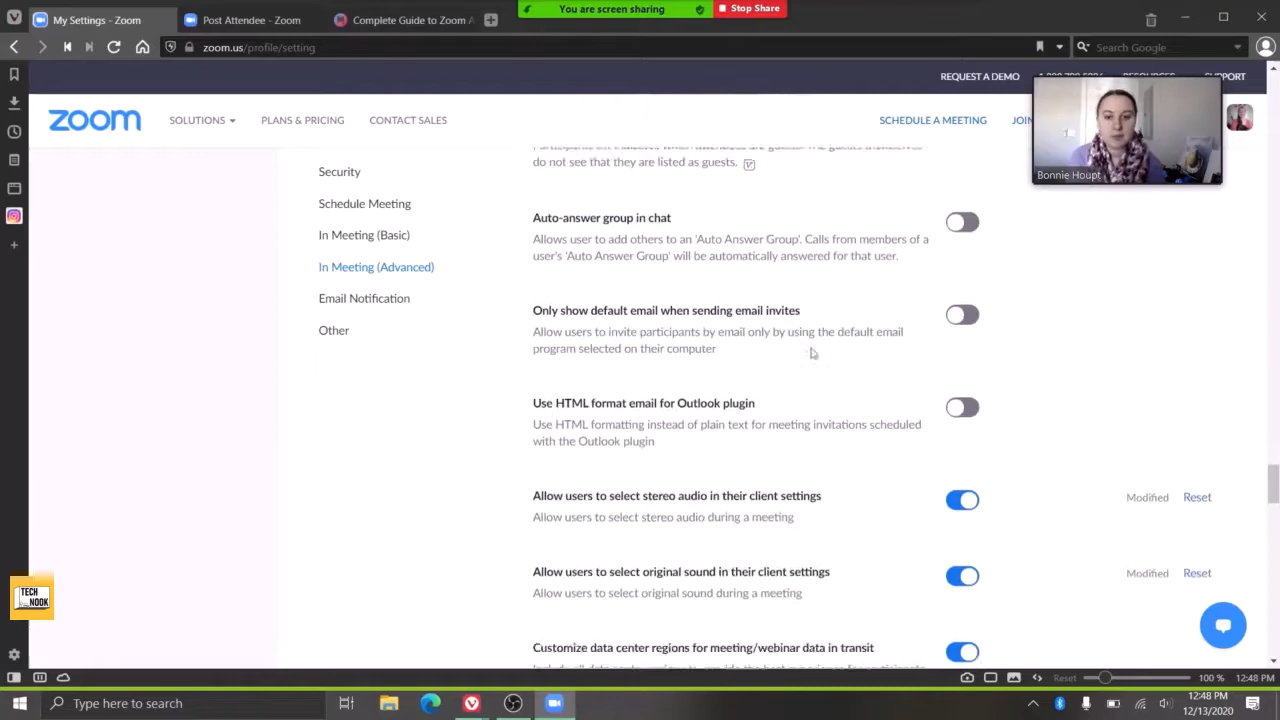 My Settings - Zoom
Post Attendee - Zoom
Complete Guide to Zoom A
You are screen sharing
Stop Share
zoom.us/profile/setting
Search Google
REQUEST A DEMO
SUPPORT
zoom
SOLUTIONS
PLANS & PRICING
CONTACT SALES
SCHEDULE A MEETING
JOIN
Bonnie Houpt
do not see that they are listed as guests.
Security
Schedule Meeting
In Meeting (Basic)
In Meeting (Advanced)
Email Notification
Other
Auto-answer group in chat
Allows user to add others to an 'Auto Answer Group'. Calls from members of a
user's 'Auto Answer Group' will be automatically answered for that user.
Only show default email when sending email invites
Allow users to invite participants by email only by using the default email
program selected on their computer
Use HTML format email for Outlook plugin
Use HTML formatting instead of plain text for meeting invitations scheduled
with the Outlook plugin
Allow users to select stereo audio in their client settings
Modified
Reset
Allow users to select stereo audio during a meeting
Allow users to select original sound in their client settings
Modified
Reset
Allow users to select original sound during a meeting
TECH
NOOK
Customize data center regions for meeting/webinar data in transit
Reset
100 %
12:48 PM
Type here to search
12:48 PM
12/13/2020